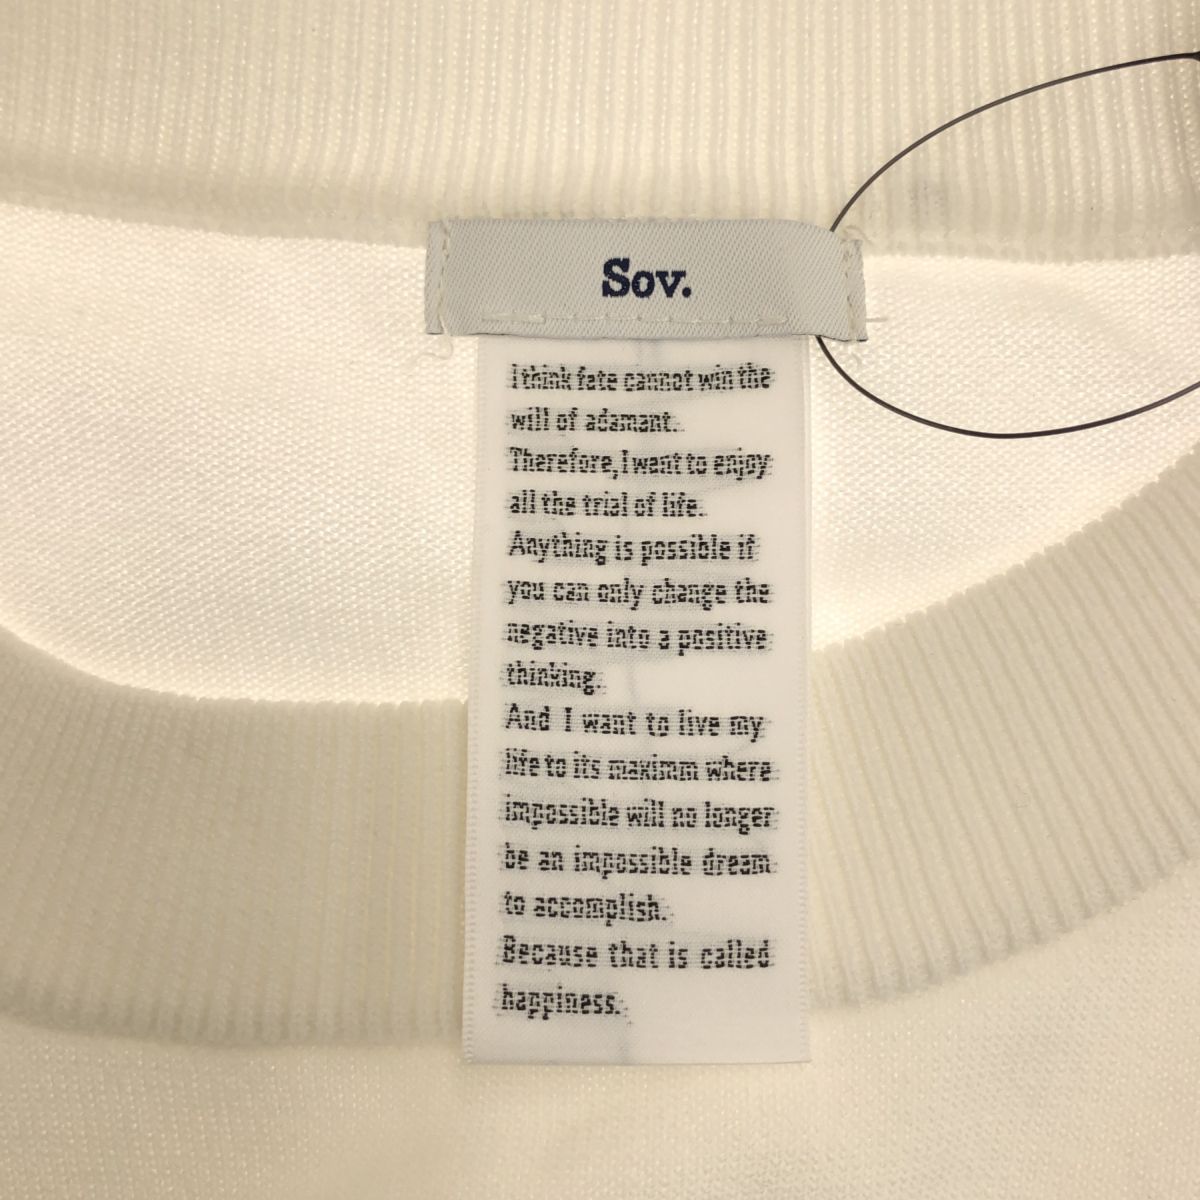 Sov.
I think fate cannot win the
will of adamant.
Therefore, I want to enjoy
all the trial of life.
Anything is possible if
you can only change the
negative into a positive
thinking.
And I want to live my
life to its maximm where
impossible will no longer
be an impossible dream
to accomplish.
Because that is called
happiness.